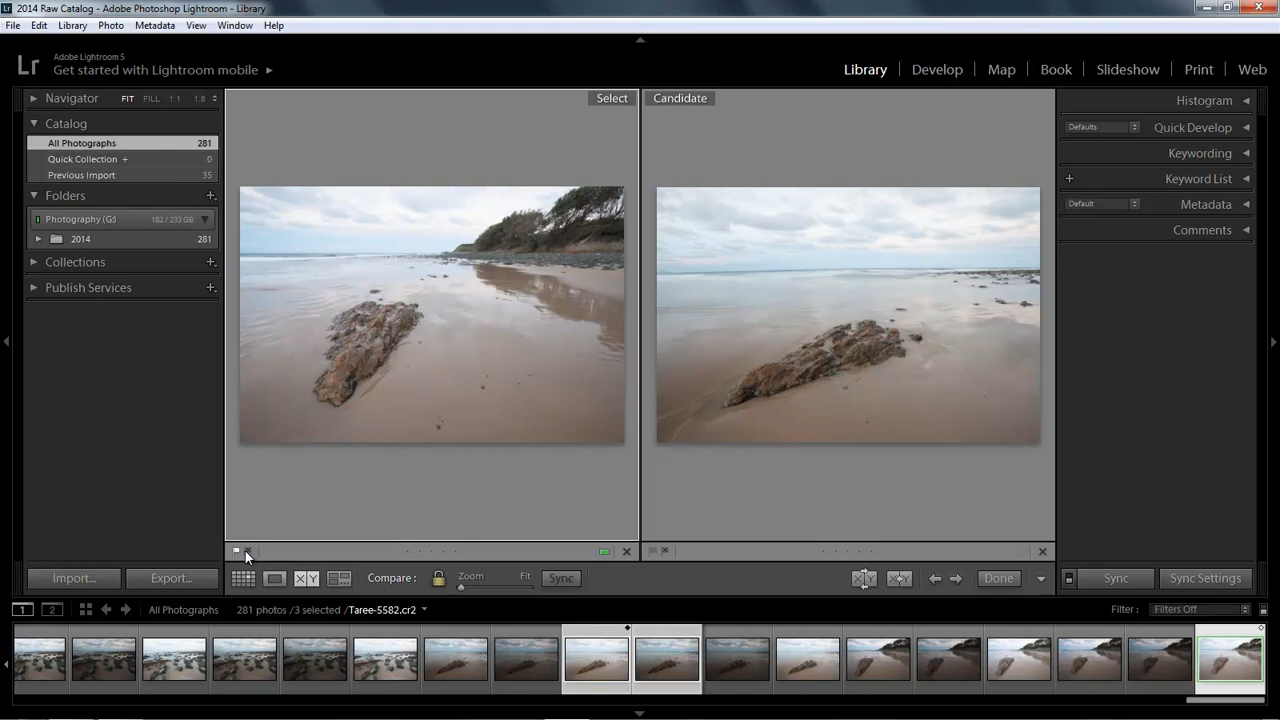 2014 Raw Catalog - Adobe Photoshop Lightroom - Library
File Edit Library Photo Metadata View Window Help
Lr Adobe Lightroom 5
Get started with Lightroom mobile
Library Develop Map Book Slideshow Print Web
Navigator FIT FILL 1:1 1:8
Catalog
All Photographs 281
Quick Collection + 0
Previous Import 35
Folders
Photography (G:) 182 / 233 GB
2014 281
Collections
Publish Services
Select
Candidate
Histogram
Defaults Quick Develop
Keywording
Keyword List
Default Metadata
Comments
Import... Export...
X Y Compare : Zoom Fit Sync
X Y X Y Done
Sync Sync Settings
1 2 All Photographs 281 photos /3 selected /Taree-5582.cr2
Filter : Filters Off